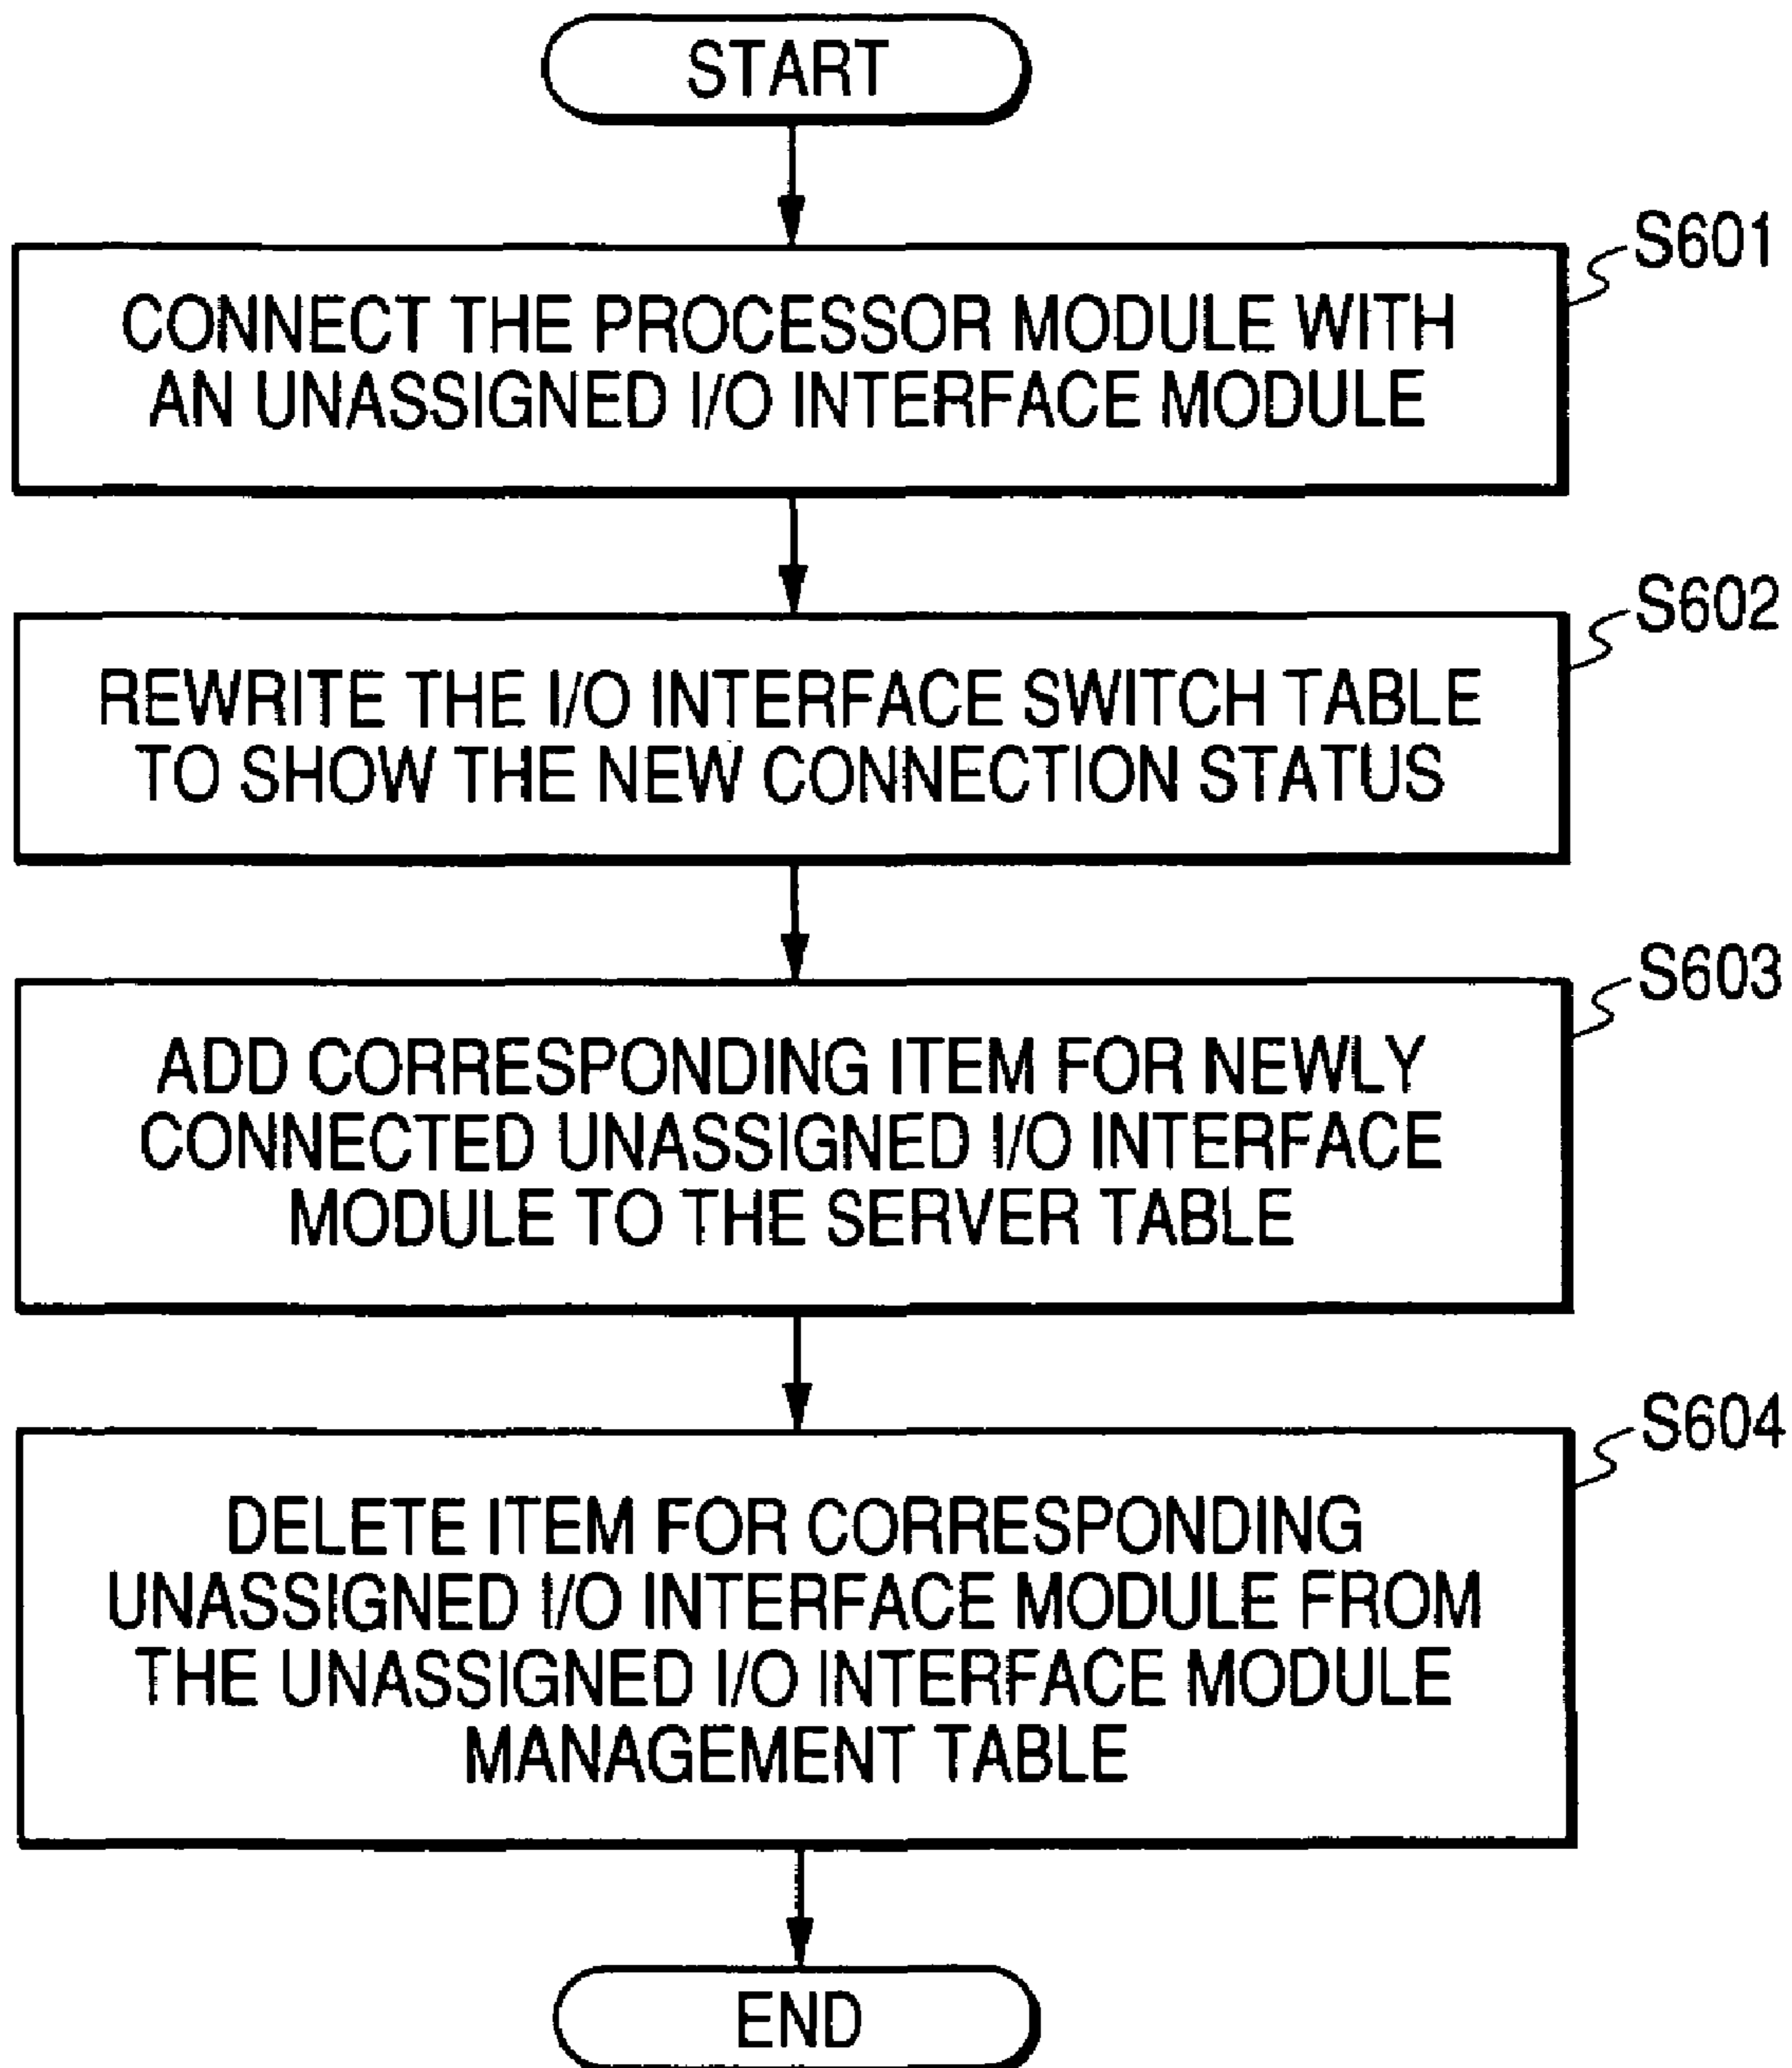 START
S601
CONNECT THE PROCESSOR MODULE WITH
AN UNASSIGNED I/O INTERFACE MODULE
S602
REWRITE THE I/O INTERFACE SWITCH TABLE
TO SHOW THE NEW CONNECTION STATUS
S603
ADD CORRESPONDING ITEM FOR NEWLY
CONNECTED UNASSIGNED I/O INTERFACE
MODULE TO THE SERVER TABLE
S604
DELETE ITEM FOR CORRESPONDING
UNASSIGNED I/O INTERFACE MODULE FROM
THE UNASSIGNED I/O INTERFACE MODULE
MANAGEMENT TABLE
END